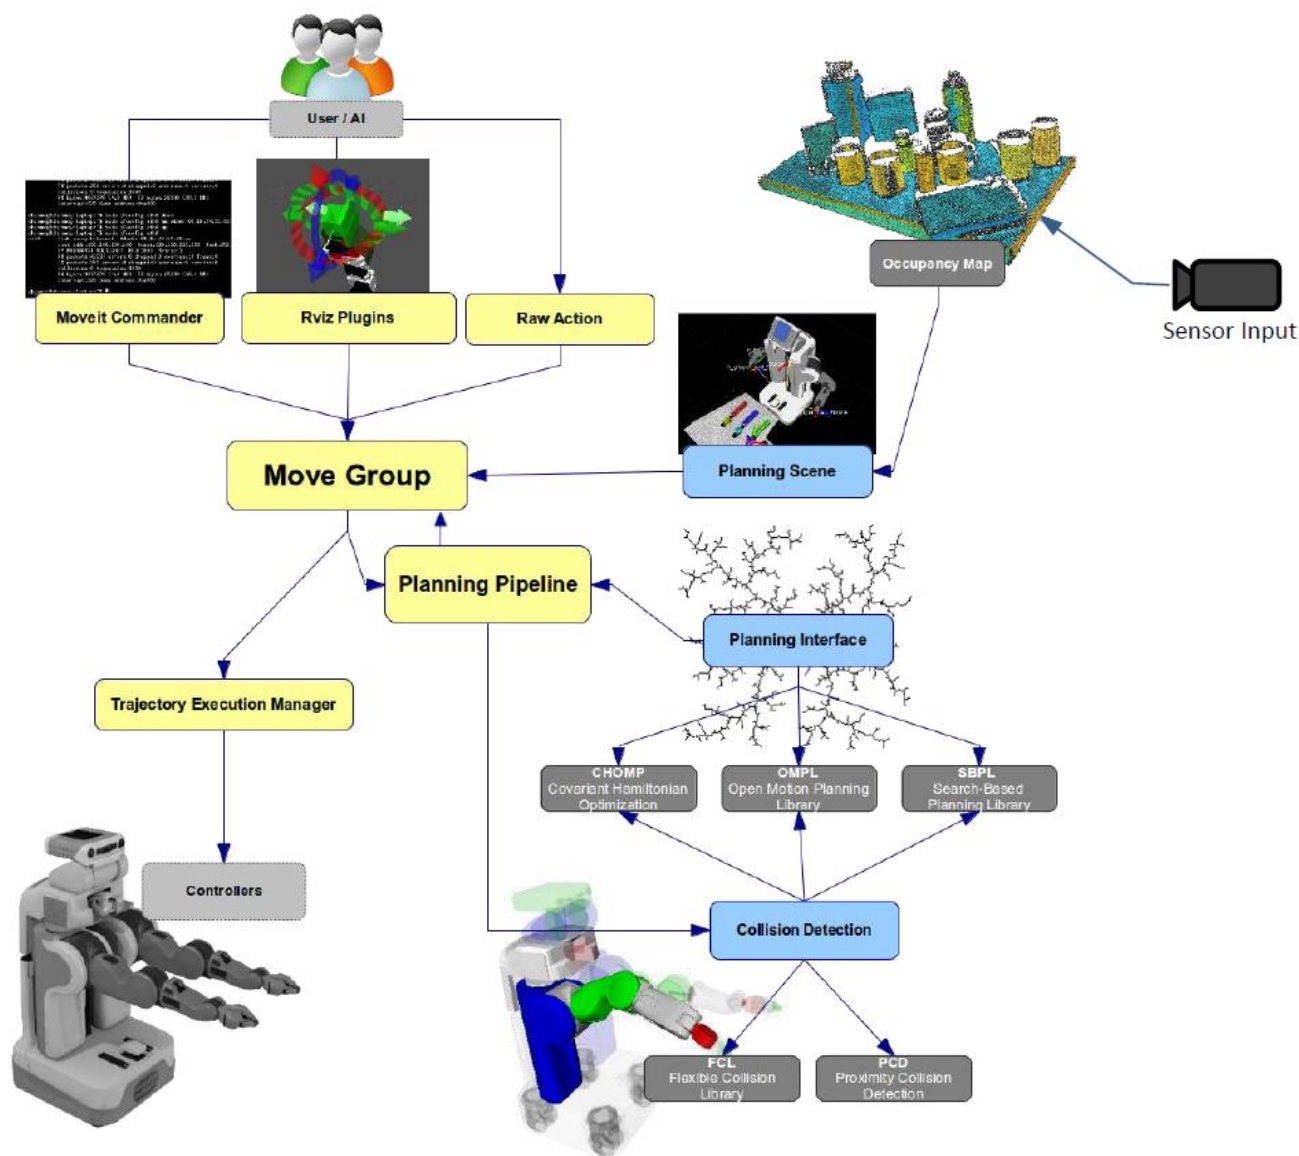 User / AI
Moveit Commander
Rviz Plugins
Raw Action
Occupancy Map
Sensor Input
Move Group
Planning Scene
Planning Pipeline
Planning Interface
Trajectory Execution Manager
CHOMP
Covariant Hamiltonian
Optimization
OMPL
Open Motion Planning
Library
SBPL
Search-Based
Planning Library
Controllers
Collision Detection
FCL
Flexible Collision
Library
PCD
Proximity Collision
Detection